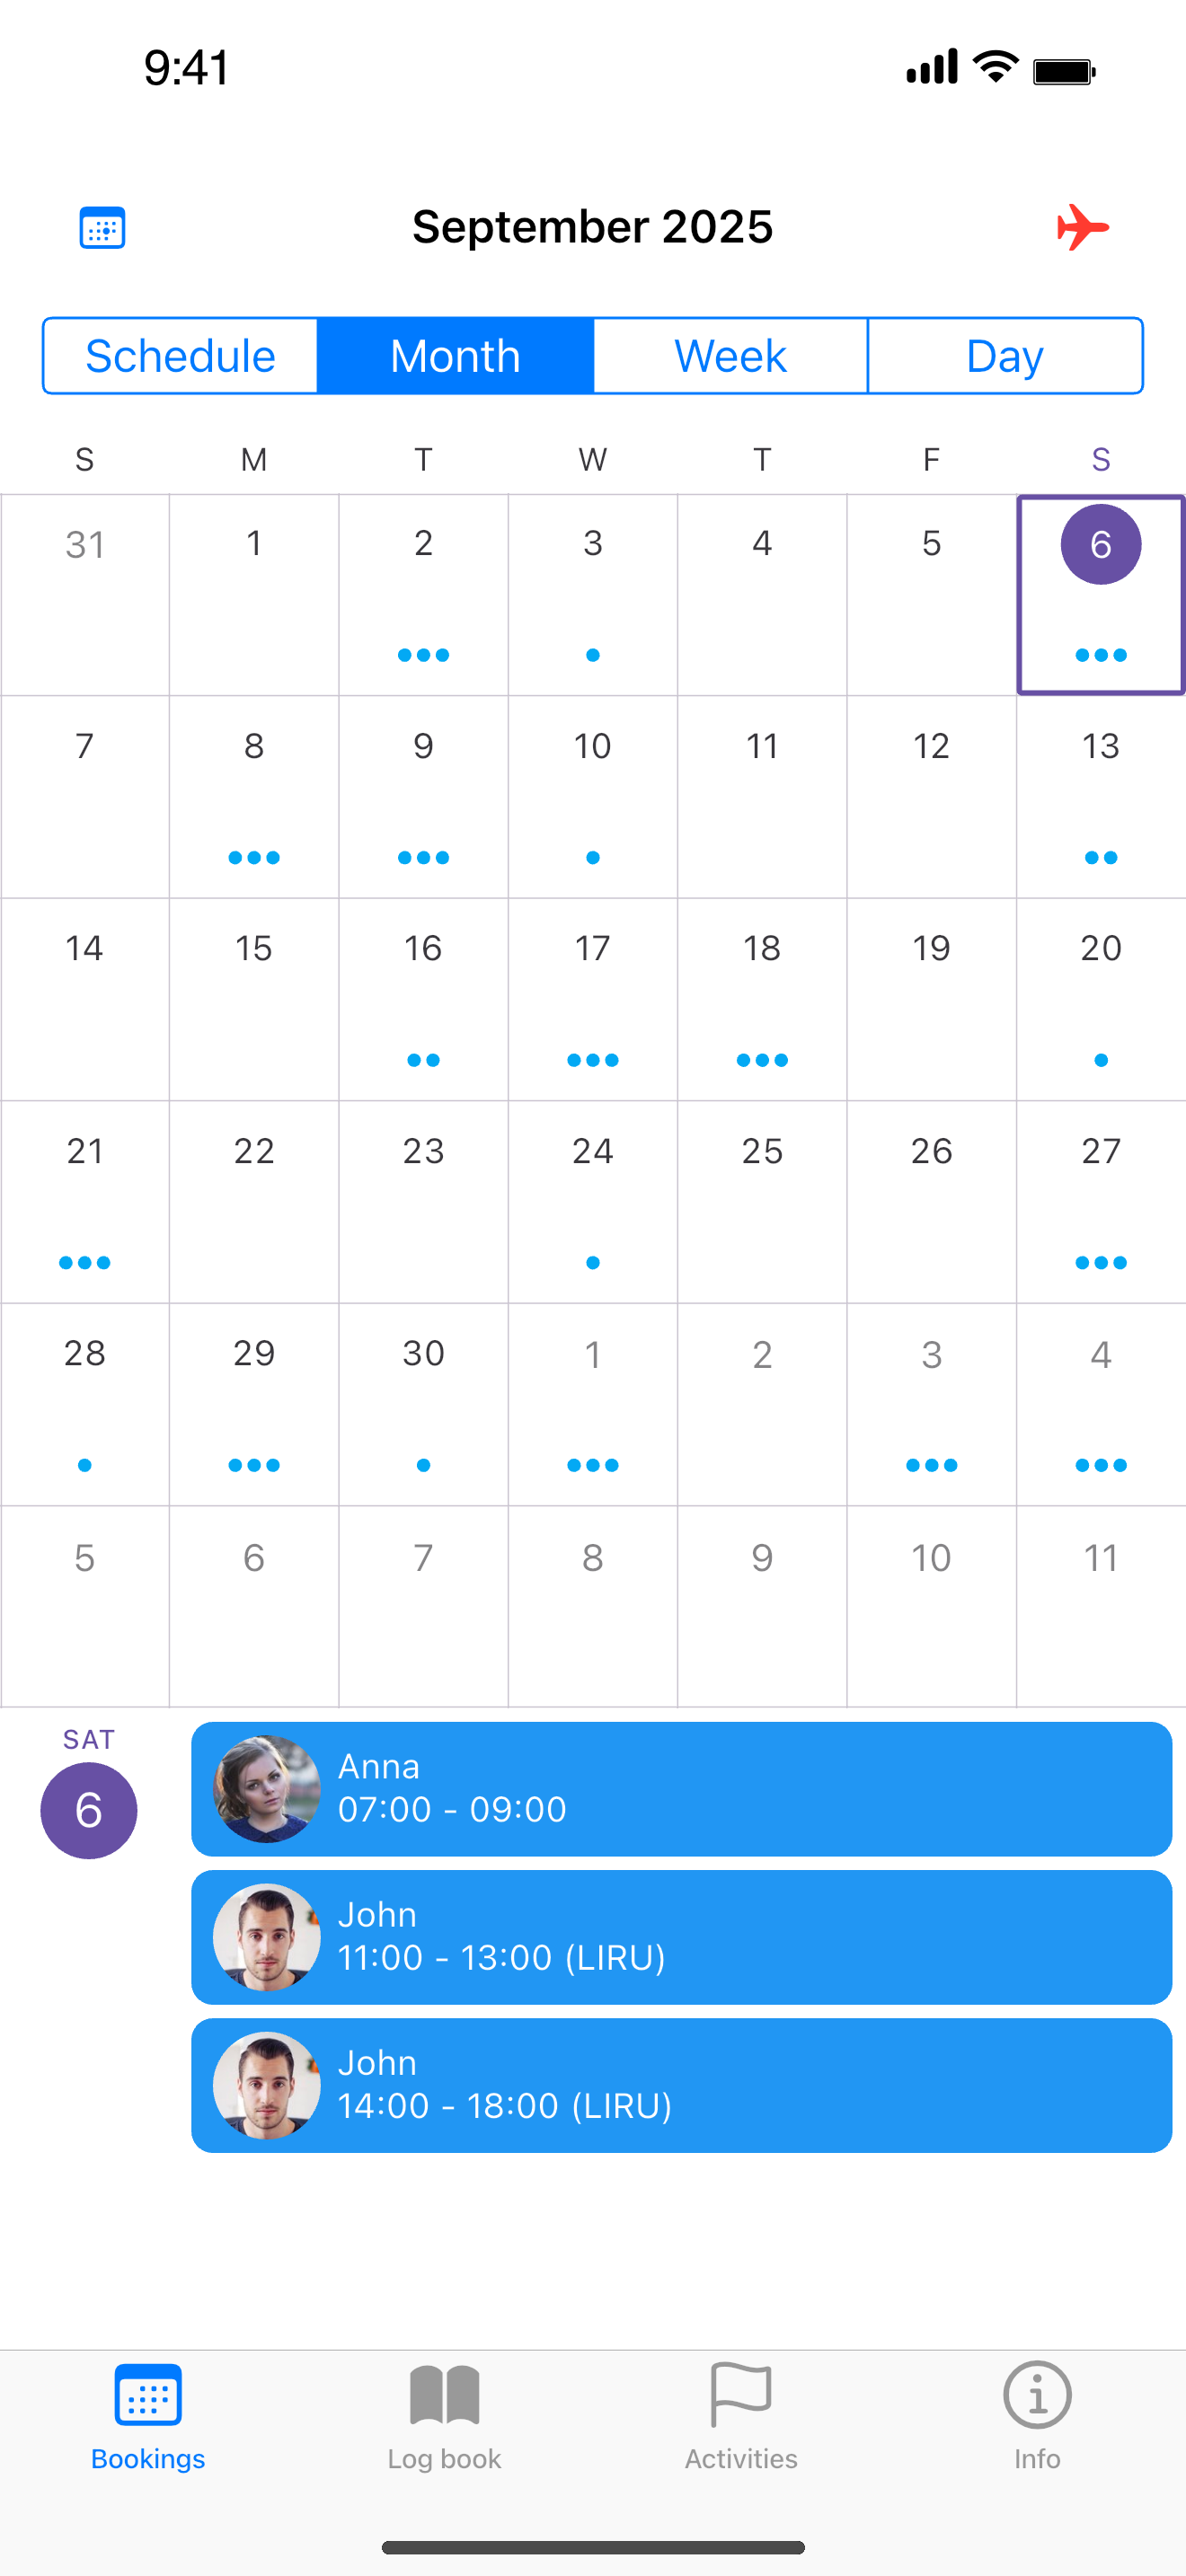 9:41
September 2025
Schedule Month Week Day
S M T W T F S
31 1 2 3 4 5 6
7 8 9 10 11 12 13
14 15 16 17 18 19 20
21 22 23 24 25 26 27
28 29 30 1 2 3 4
5 6 7 8 9 10 11
SAT
6
Anna
07:00 - 09:00
John
11:00 - 13:00 (LIRU)
John
14:00 - 18:00 (LIRU)
Bookings Log book Activities Info